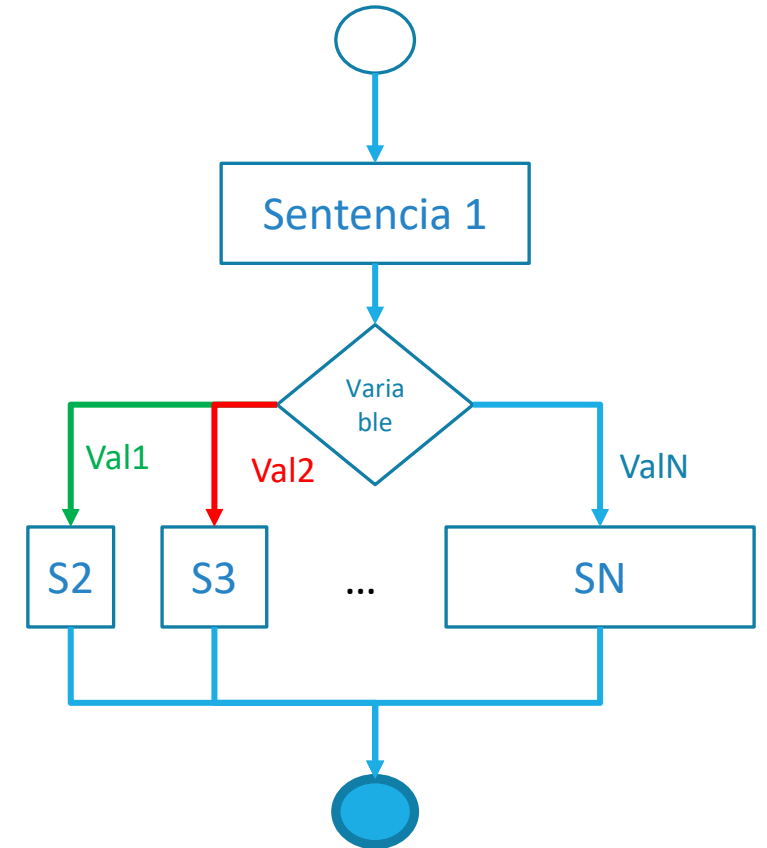 Sentencia 1
Varia
ble
Val1
Val2
ValN
S2
S3
...
SN